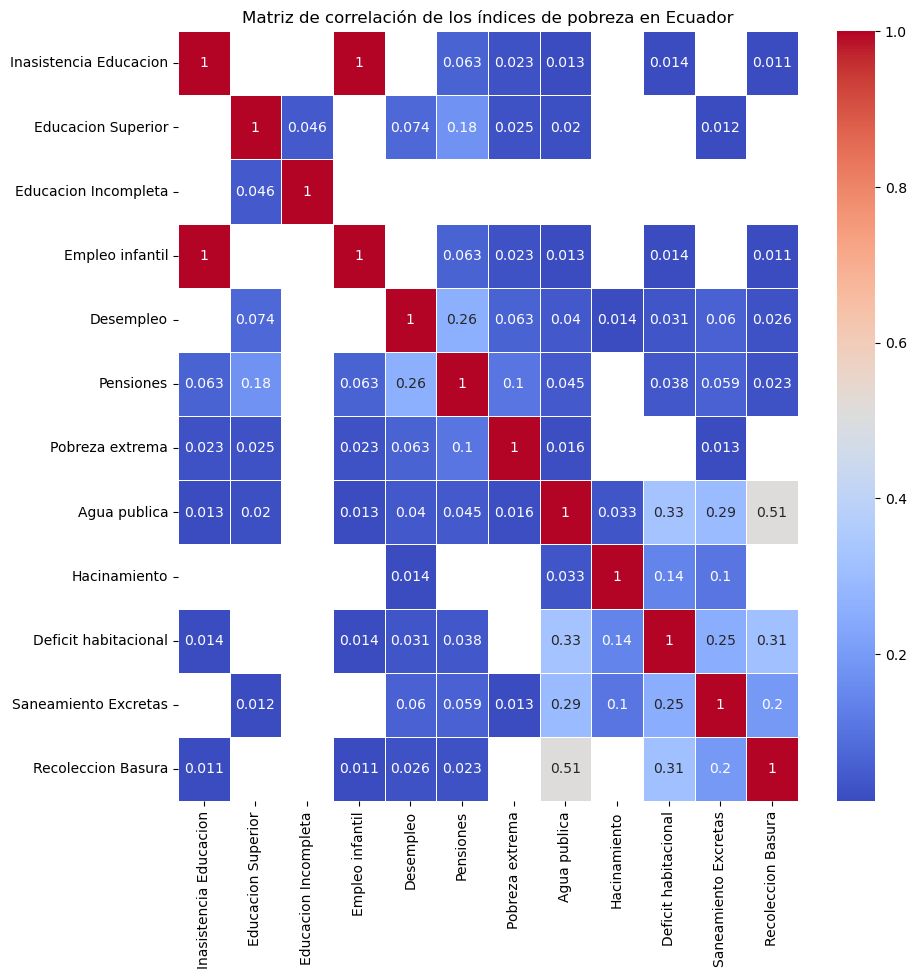 Matriz de correlación de los índices de pobreza en Ecuador
Inasistencia Educacion 1 1 0.063 0.023 0.013 0.014 0.011
Educacion Superior 1 0.046 0.074 0.18 0.025 0.02 0.012
Educacion Incompleta 0.046 1
Empleo infantil 1 1 0.063 0.023 0.013 0.014 0.011
Desempleo 0.074 1 0.26 0.063 0.04 0.014 0.031 0.06 0.026
Pensiones 0.063 0.18 0.063 0.26 1 0.1 0.045 0.038 0.059 0.023
Pobreza extrema 0.023 0.025 0.023 0.063 0.1 1 0.016 0.013
Agua publica 0.013 0.02 0.013 0.04 0.045 0.016 1 0.033 0.33 0.29 0.51
Hacinamiento 0.014 0.033 1 0.14 0.1
Deficit habitacional 0.014 0.014 0.031 0.038 0.33 0.14 1 0.25 0.31
Saneamiento Excretas 0.012 0.06 0.059 0.013 0.29 0.1 0.25 1 0.2
Recoleccion Basura 0.011 0.011 0.026 0.023 0.51 0.31 0.2 1
Inasistencia Educacion
Educacion Superior
Educacion Incompleta
Empleo infantil
Desempleo
Pensiones
Pobreza extrema
Agua publica
Hacinamiento
Deficit habitacional
Saneamiento Excretas
Recoleccion Basura
1.0
0.8
0.6
0.4
0.2